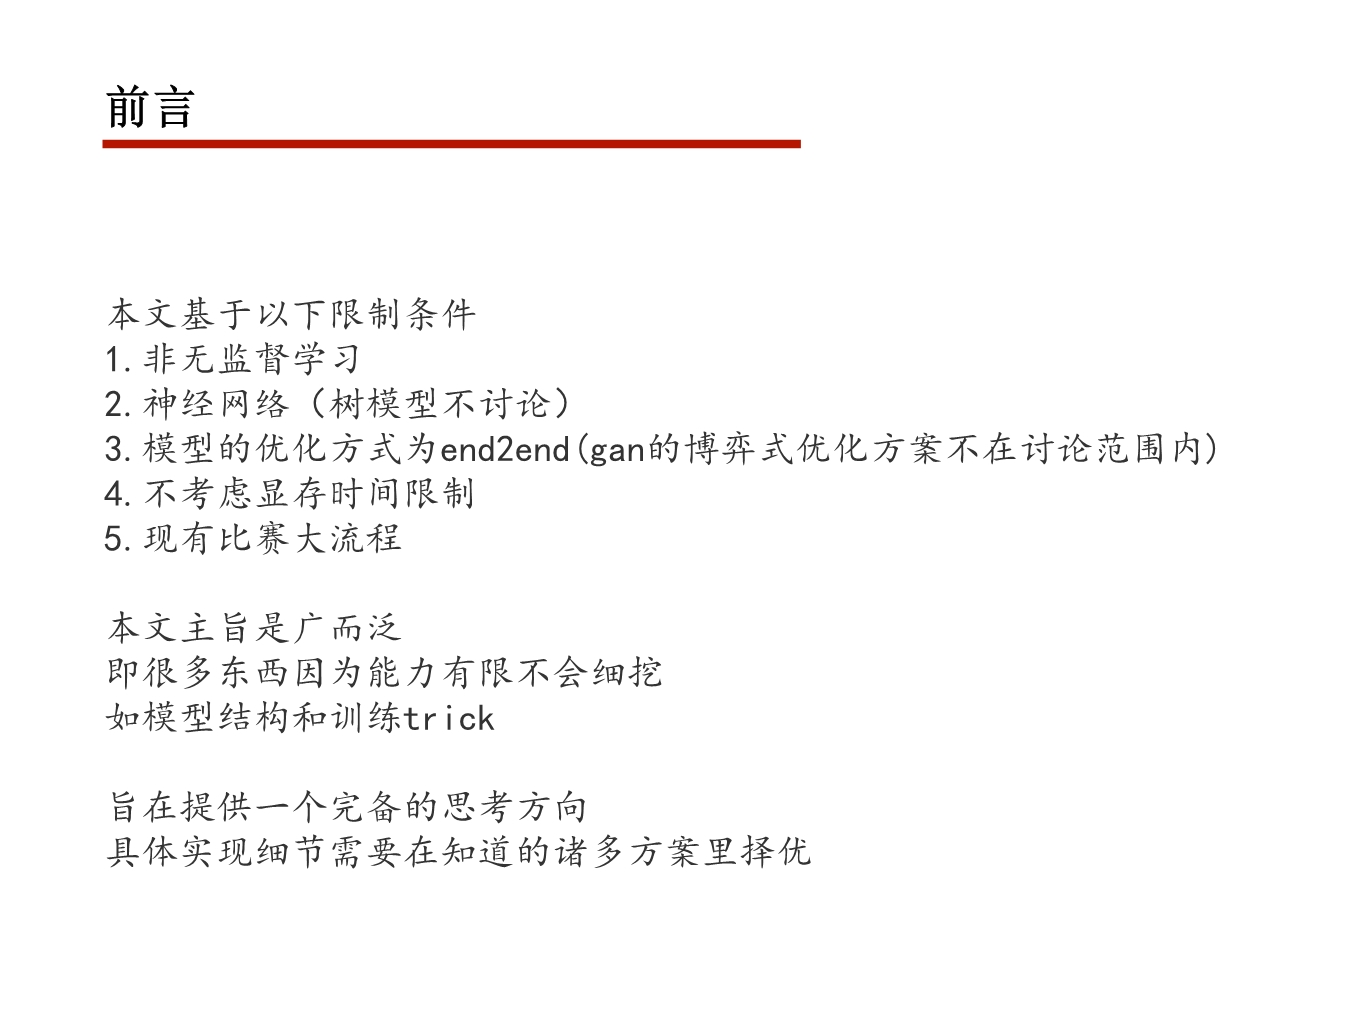 前言
本文基于以下限制条件
1.非无监督学习
2.神经网络（树模型不讨论）
3.模型的优化方式为end2end(gan的博弈式优化方案不在讨论范围内)
4.不考虑显存时间限制
5.现有比赛大流程
本文主旨是广而泛
即很多东西因为能力有限不会细挖
如模型结构和训练trick
旨在提供一个完备的思考方向
具体实现细节需要在知道的诸多方案里择优